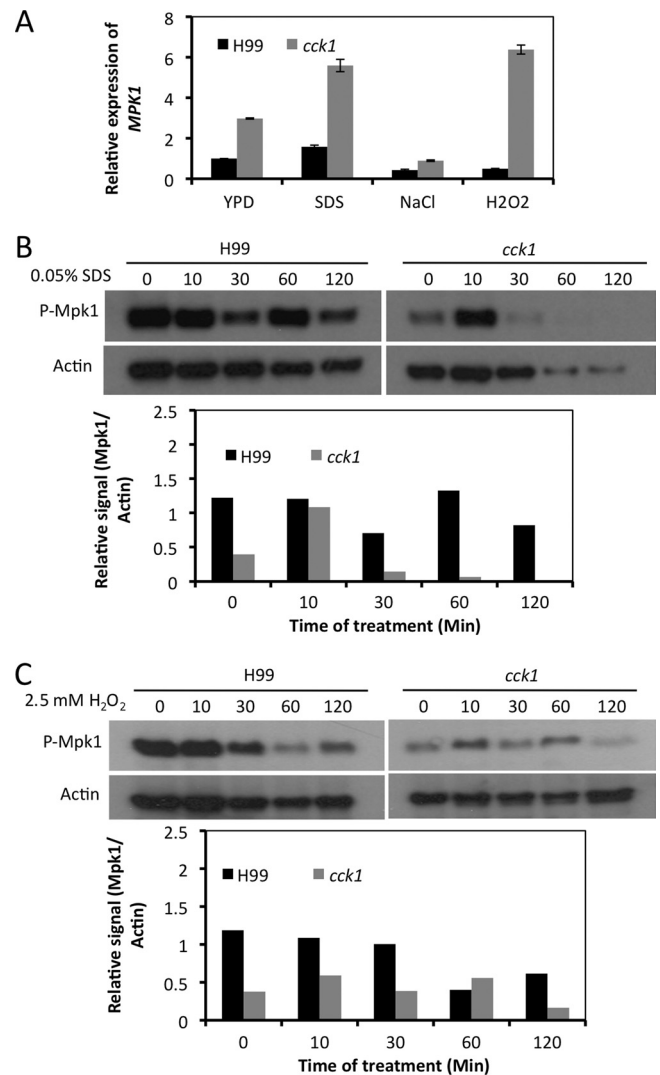 A
Relative expression of
MPK1
8
6
4
2
0
H99 cck1
YPD SDS NaCl H2O2
B
H99 cck1
0.05% SDS 0 10 30 60 120 0 10 30 60 120
P-Mpk1
Actin
Relative signal (Mpk1/
Actin)
2.5
2
1.5
1
0.5
0
H99 cck1
0 10 30 60 120
Time of treatment (Min)
C
H99 cck1
2.5 mM H₂O₂ 0 10 30 60 120 0 10 30 60 120
P-Mpk1
Actin
Relative signal (Mpk1/
Actin)
2.5
2
1.5
1
0.5
0
H99 cck1
0 10 30 60 120
Time of treatment (Min)